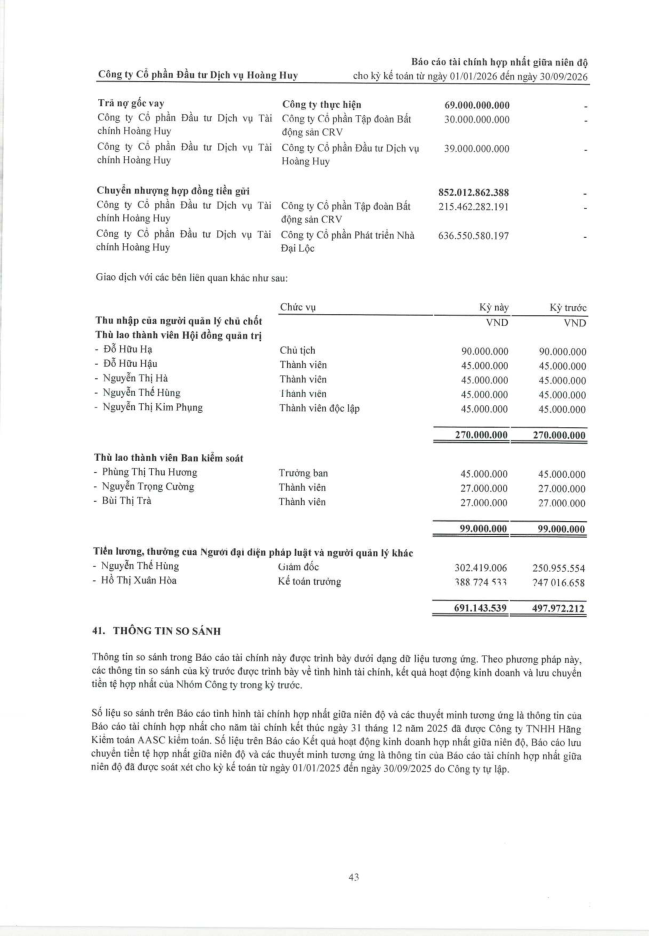 Báo cáo tài chính hợp nhất giữa niên độ
Công ty Cổ phần Đầu tư Dịch vụ Hoàng Huy cho kỳ kế toán từ ngày 01/01/2026 đến ngày 30/09/2026
Trả nợ gốc vay Công ty thực hiện 69.000.000.000 -
Công ty Cổ phần Đầu tư Dịch vụ Tài Công ty Cổ phần Tập đoàn Bất 30.000.000.000 -
chính Hoàng Huy động sản CRV
Công ty Cổ phần Đầu tư Dịch vụ Tài Công ty Cổ phần Đầu tư Dịch vụ 39.000.000.000 -
chính Hoàng Huy Hoàng Huy
Chuyển nhượng hợp đồng tiền gửi 852.012.862.388 -
Công ty Cổ phần Đầu tư Dịch vụ Tài Công ty Cổ phần Tập đoàn Bất 215.462.282.191 -
chính Hoàng Huy động sản CRV
Công ty Cổ phần Đầu tư Dịch vụ Tài Công ty Cổ phần Phát triển Nhà 636.550.580.197 -
chính Hoàng Huy Đại Lộc
Giao dịch với các bên liên quan khác như sau:
Chức vụ Kỳ này Kỳ trước
Thu nhập của người quản lý chủ chốt VND VND
Thù lao thành viên Hội đồng quản trị
- Đỗ Hữu Hạ Chủ tịch 90.000.000 90.000.000
- Đỗ Hữu Hậu Thành viên 45.000.000 45.000.000
- Nguyễn Thị Hà Thành viên 45.000.000 45.000.000
- Nguyễn Thế Hùng Thành viên 45.000.000 45.000.000
- Nguyễn Thị Kim Phụng Thành viên độc lập 45.000.000 45.000.000
270.000.000 270.000.000
Thù lao thành viên Ban kiểm soát
- Phùng Thị Thu Hương Trưởng ban 45.000.000 45.000.000
- Nguyễn Trọng Cường Thành viên 27.000.000 27.000.000
- Bùi Thị Trà Thành viên 27.000.000 27.000.000
99.000.000 99.000.000
Tiền lương, thưởng của Người đại diện pháp luật và người quản lý khác
- Nguyễn Thế Hùng Giám đốc 302.419.006 250.955.554
- Hồ Thị Xuân Hòa Kế toán trưởng 388.724.533 247.016.658
691.143.539 497.972.212
41. THÔNG TIN SO SÁNH
Thông tin so sánh trong Báo cáo tài chính này được trình bày dưới dạng dữ liệu tương ứng. Theo phương pháp này,
các thông tin so sánh của kỳ trước được trình bày về tình hình tài chính, kết quả hoạt động kinh doanh và lưu chuyển
tiền tệ hợp nhất của Nhóm Công ty trong kỳ trước.
Số liệu so sánh trên Báo cáo tình hình tài chính hợp nhất giữa niên độ và các thuyết minh tương ứng là thông tin của
Báo cáo tài chính hợp nhất cho năm tài chính kết thúc ngày 31 tháng 12 năm 2025 đã được Công ty TNHH Hãng
Kiểm toán AASC kiểm toán. Số liệu trên Báo cáo Kết quả hoạt động kinh doanh hợp nhất giữa niên độ, Báo cáo lưu
chuyển tiền tệ hợp nhất giữa niên độ và các thuyết minh tương ứng là thông tin của Báo cáo tài chính hợp nhất giữa
niên độ đã được soát xét cho kỳ kế toán từ ngày 01/01/2025 đến ngày 30/09/2025 do Công ty tự lập.
43